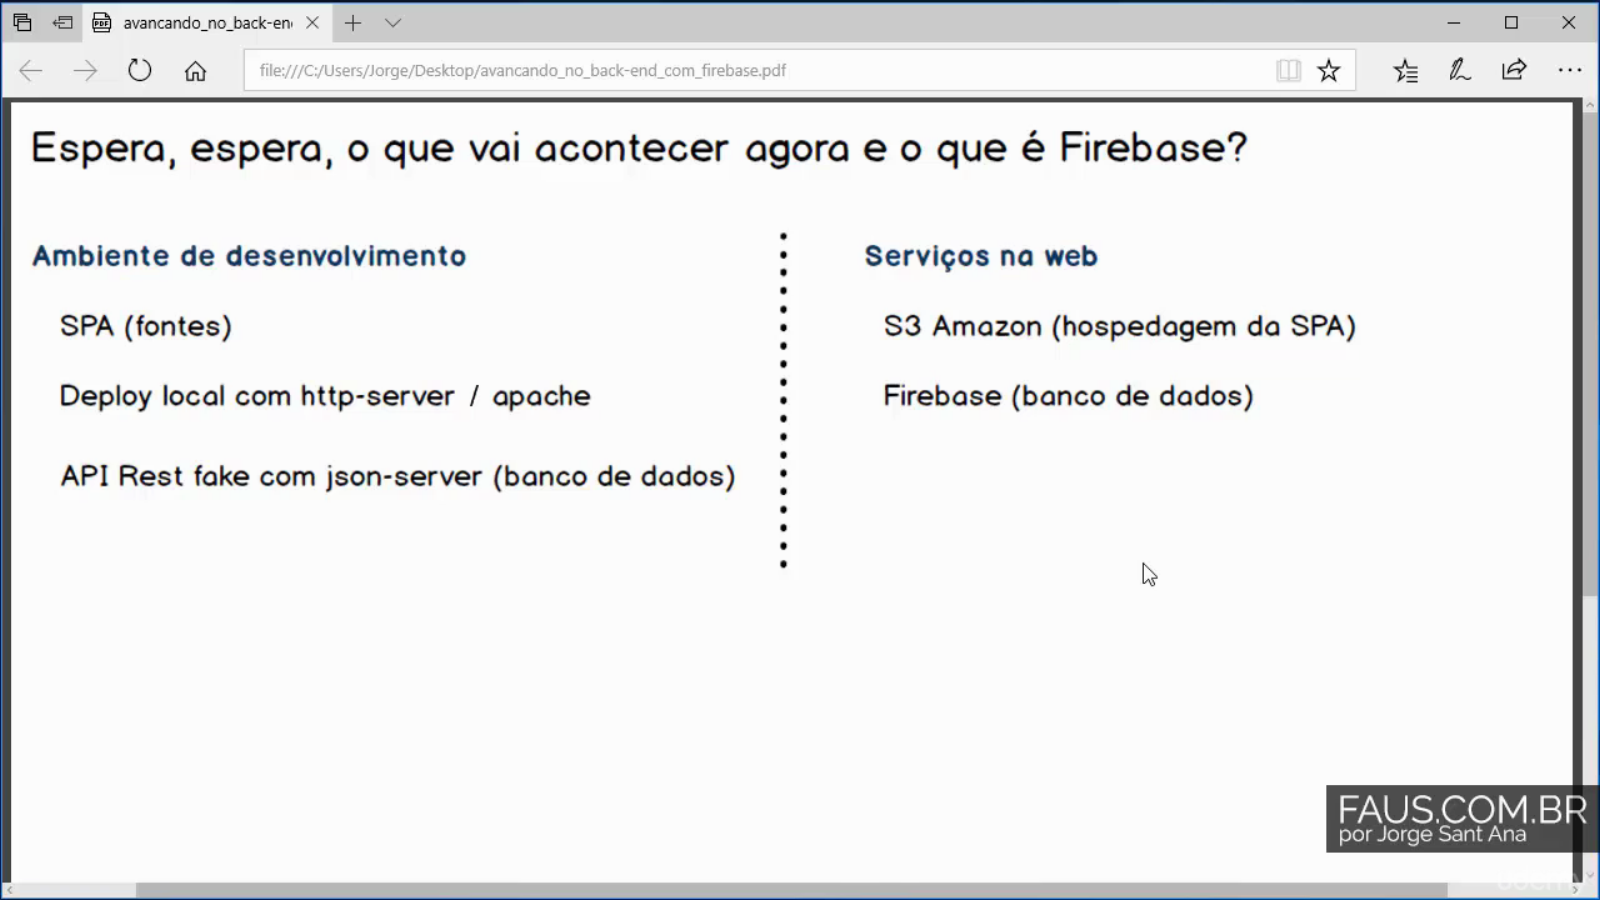 avancando_no_back-en
file:///C:/Users/Jorge/Desktop/avancando_no_back-end_com_firebase.pdf
Espera, espera, o que vai acontecer agora e o que é Firebase?
Ambiente de desenvolvimento
SPA (fontes)
Deploy local com http-server / apache
API Rest fake com json-server (banco de dados)
Serviços na web
S3 Amazon (hospedagem da SPA)
Firebase (banco de dados)
FAUS.COM.BR
por Jorge Sant Ana